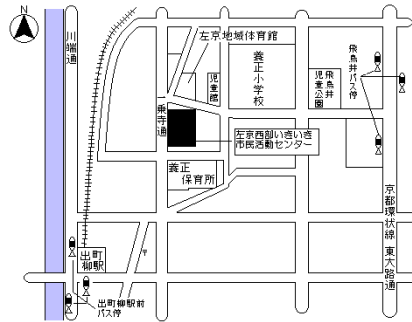 N
川端通
左京地域体育館
児童館
養正小学校
飛鳥井
児童公園
飛鳥井バス停
一乗寺通
左京西部いきいき
市民活動センター
養正
保育所
京都環状線 東大路通
出町
柳駅
〒
出町柳駅前
バス停